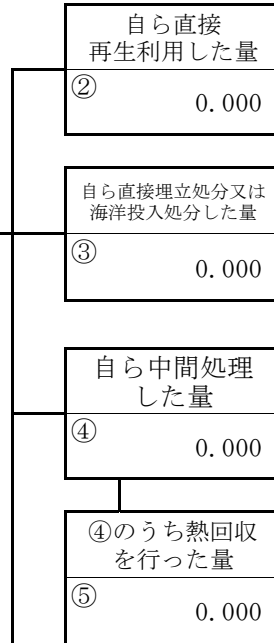 自ら直接
再生利用した量
②
0.000
自ら直接埋立処分又は
海洋投入処分した量
③
0.000
自ら中間処理
した量
④
0.000
④のうち熱回収
を行った量
⑤
0.000